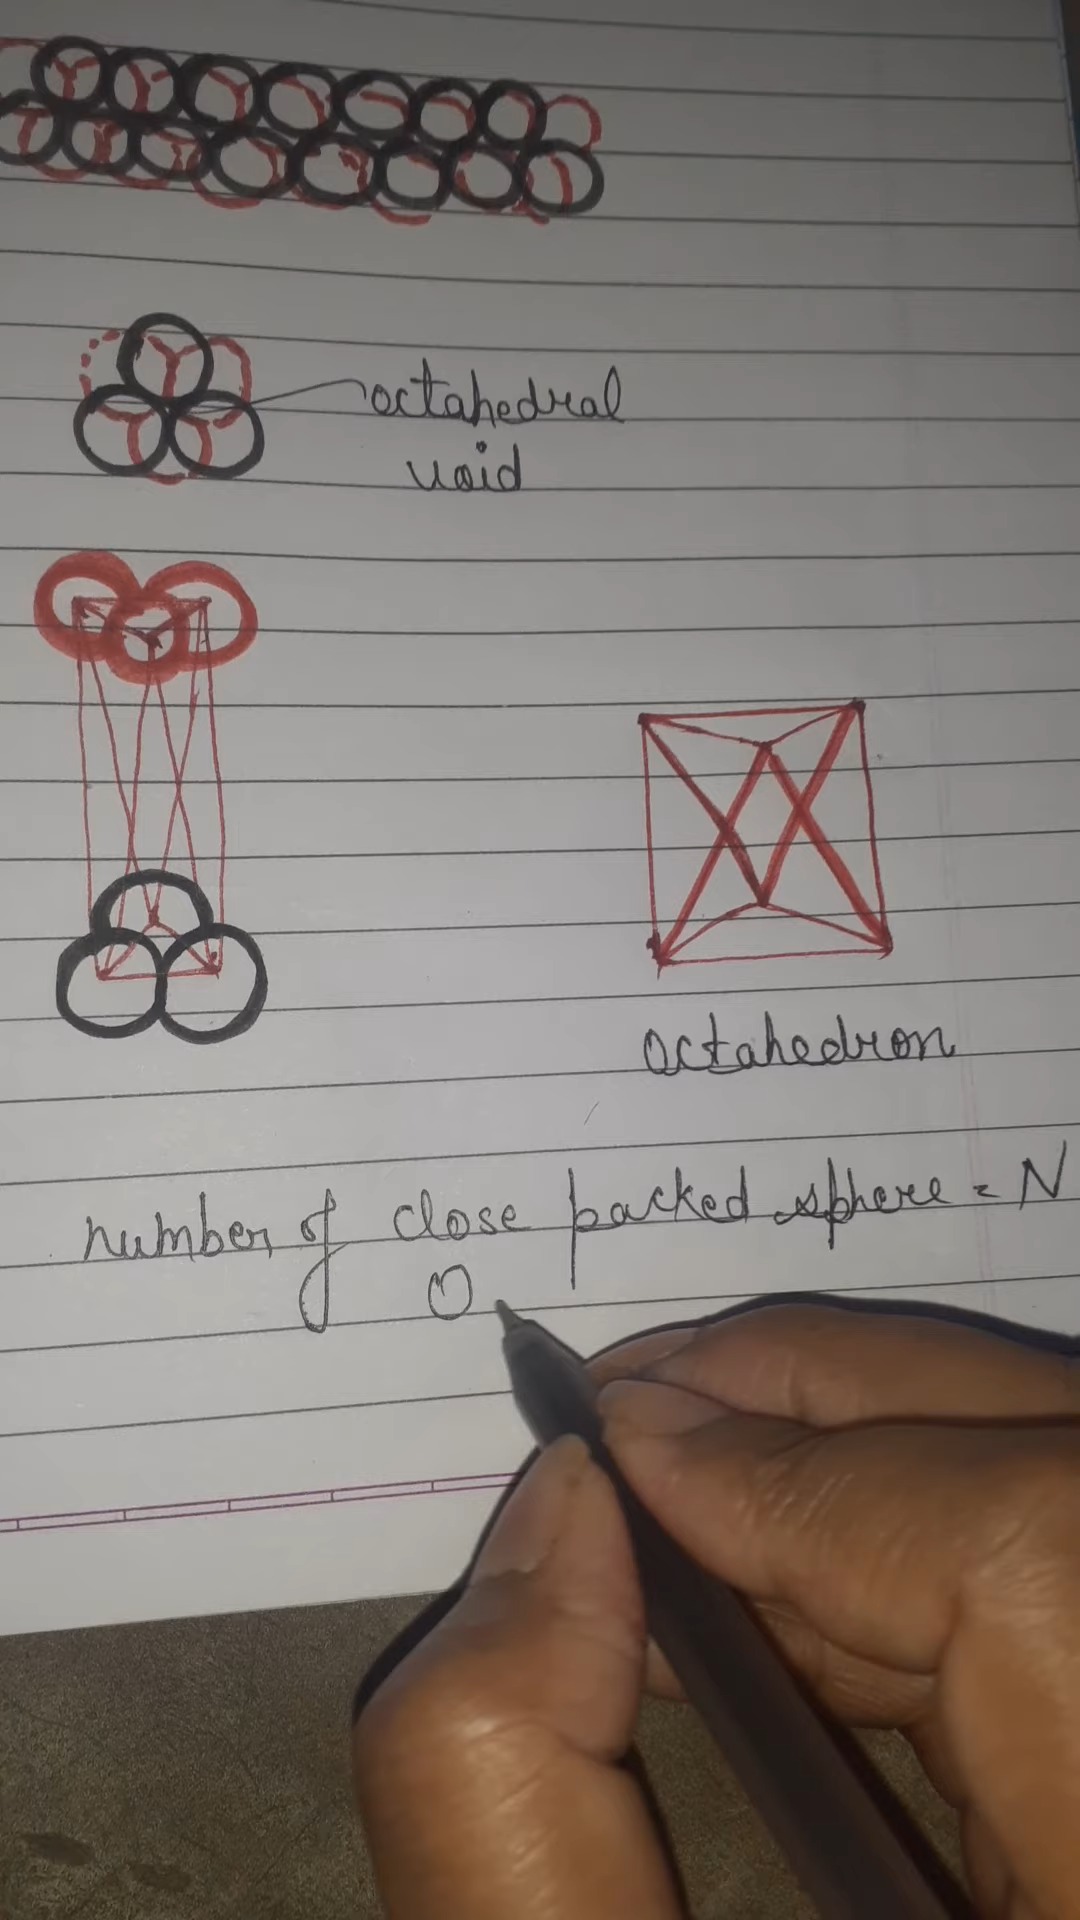 octahedral
void
octahedron
number of close packed sphere = N
O